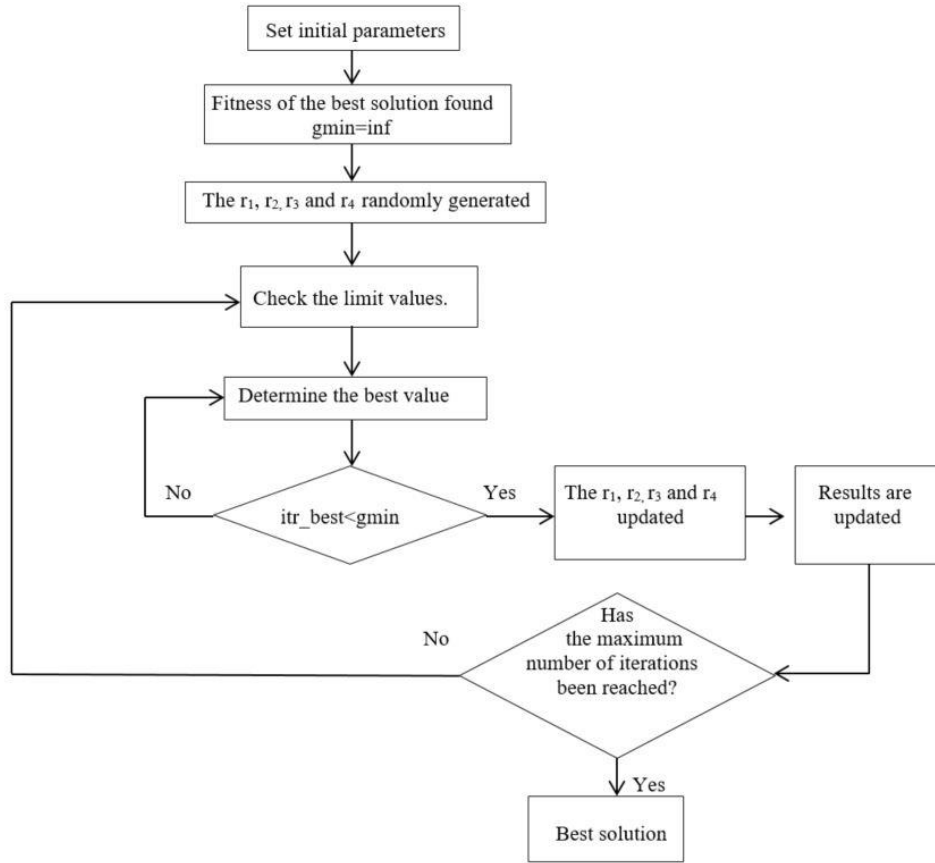 Set initial parameters
Fitness of the best solution found
gmin=inf
The r₁, r₂, r₃ and r₄ randomly generated
Check the limit values.
Determine the best value
No
itr_best<gmin
Yes
The r₁, r₂, r₃ and r₄
updated
Results are
updated
No
Has
the maximum
number of iterations
been reached?
Yes
Best solution